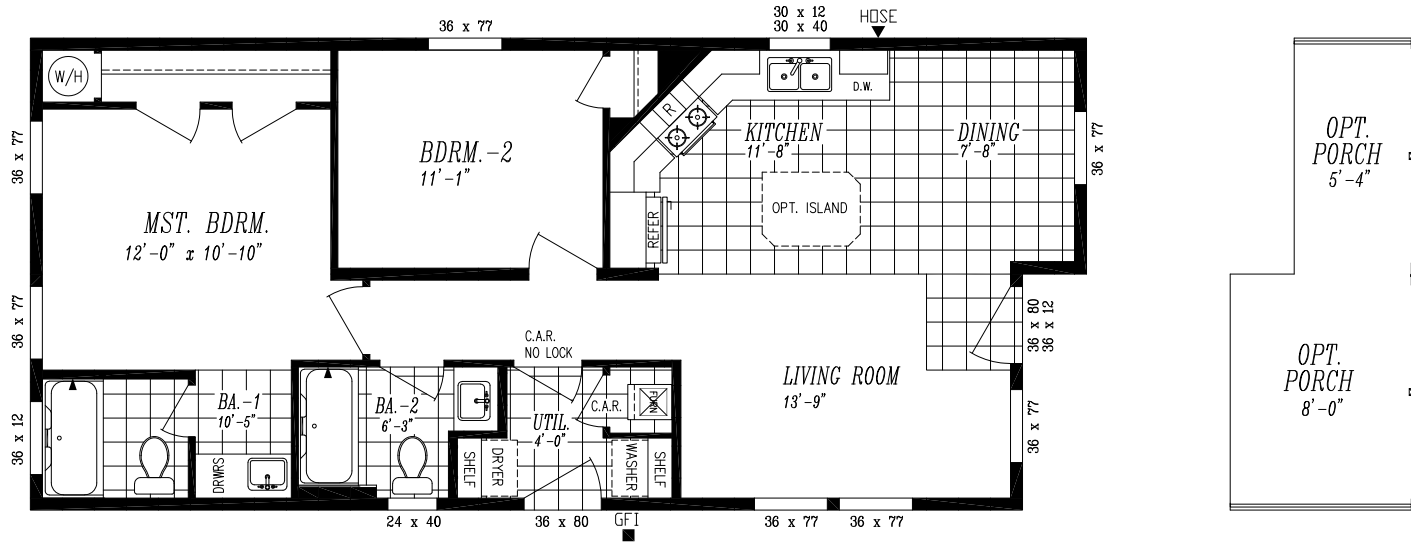 36 x 77
30 x 12
30 x 40
HOSE
W/H
D.W.
R
KITCHEN
11'-8"
DINING
7'-8"
36 x 77
36 x 77
BDRM.-2
11'-1"
OPT.
PORCH
5'-4"
MST. BDRM.
12'-0" x 10'-10"
OPT. ISLAND
REFER
36 x 77
36 x 80
36 x 12
C.A.R.
NO LOCK
OPT.
PORCH
8'-0"
LIVING ROOM
13'-9"
BA.-1
10'-5"
BA.-2
6'-3"
C.A.R.
FURN
UTIL.
4'-0"
36 x 12
36 x 77
DRWRS
SHELF
DRYER
WASHER
SHELF
24 x 40
36 x 80
GFI
36 x 77
36 x 77